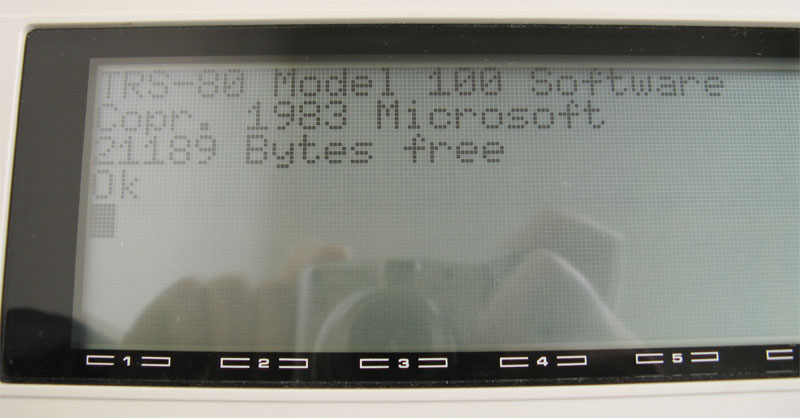 TRS-80 Model 100 Software
Copr. 1983 Microsoft
21189 Bytes free
Ok
1 2 3 4 5